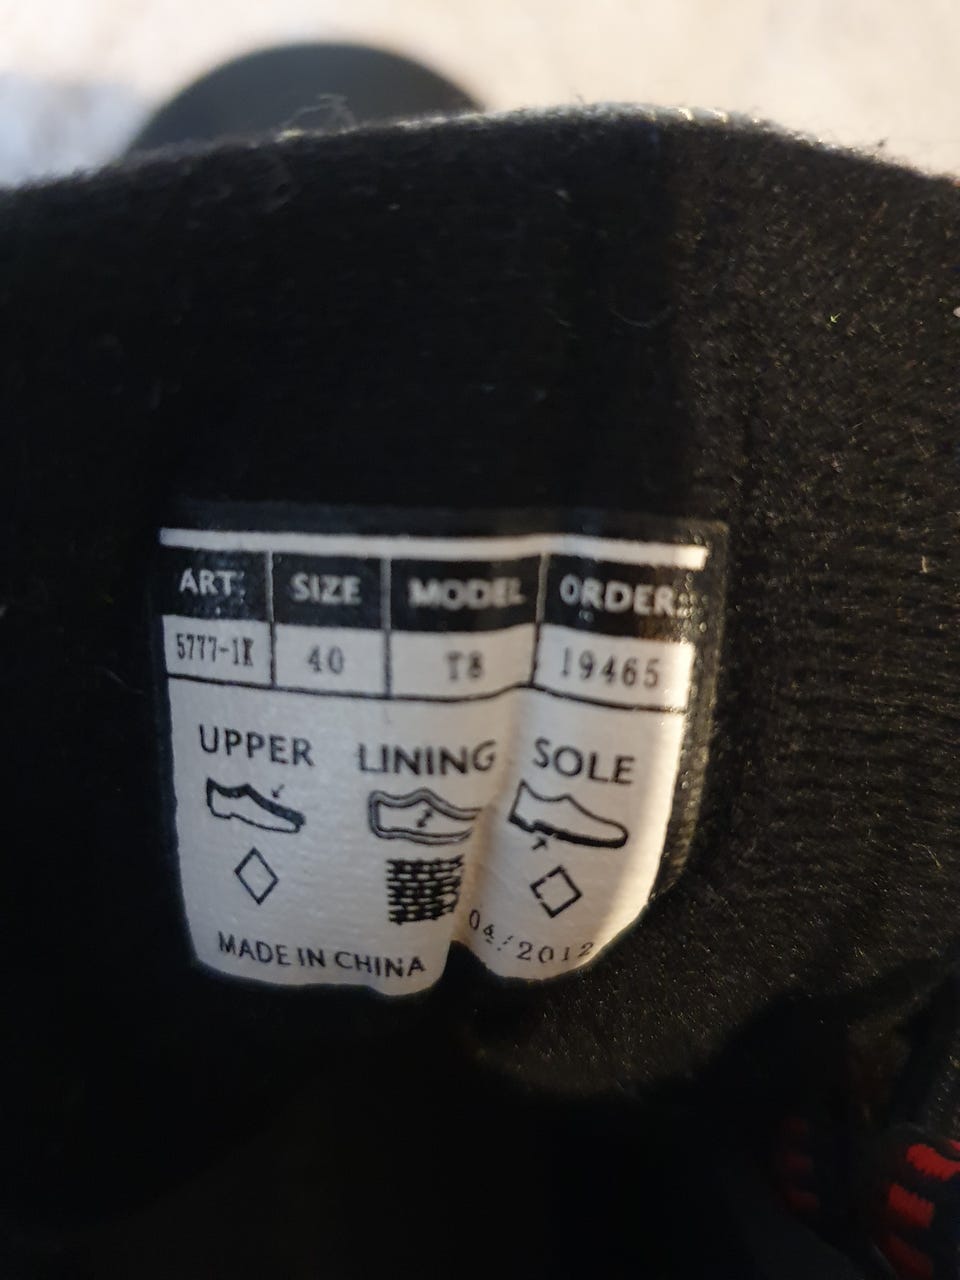 ART: SIZE MODEL ORDER:
5777-1K 40 T8 19465
UPPER LINING SOLE
MADE IN CHINA 04/2012